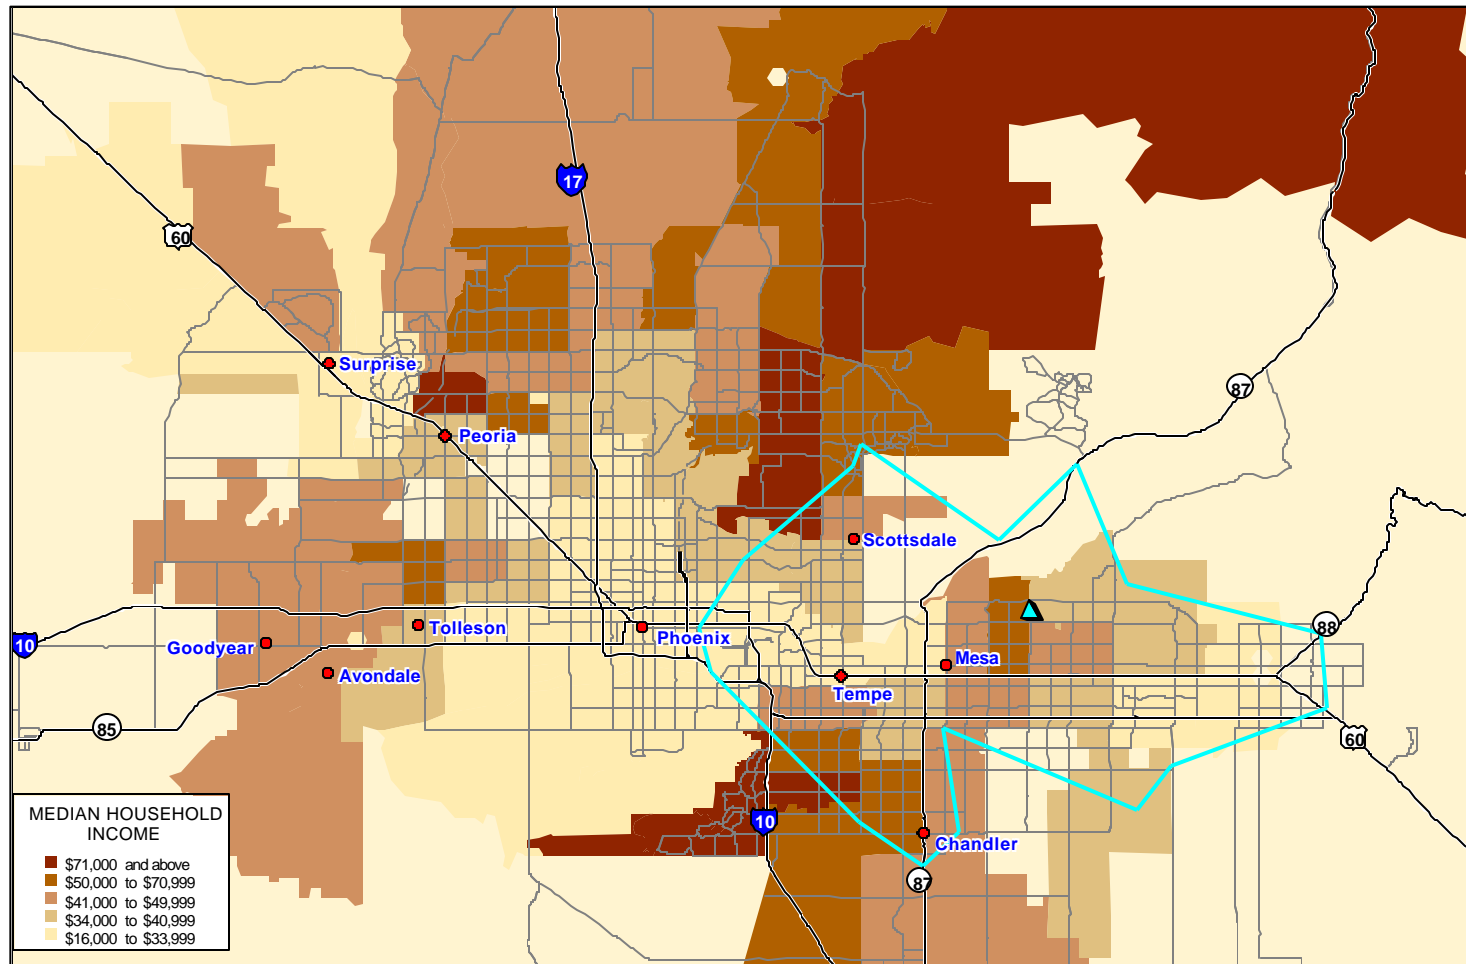 17
60
87
Surprise
Peoria
Scottsdale
Tolleson
Goodyear
Phoenix
88
10
Mesa
Avondale
Tempe
85
60
10
Chandler
87
MEDIAN HOUSEHOLD
INCOME
$71,000 and above
$50,000 to $70,999
$41,000 to $49,999
$34,000 to $40,999
$16,000 to $33,999